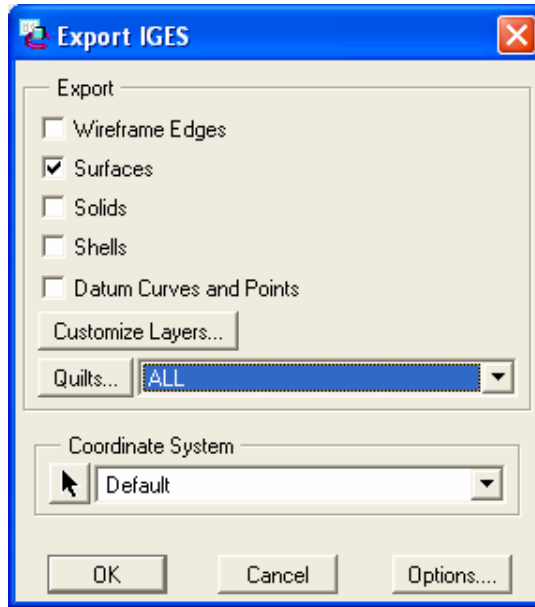 Export IGES
Export
Wireframe Edges
Surfaces
Solids
Shells
Datum Curves and Points
Customize Layers...
Quilts... ALL
Coordinate System
Default
OK Cancel Options....